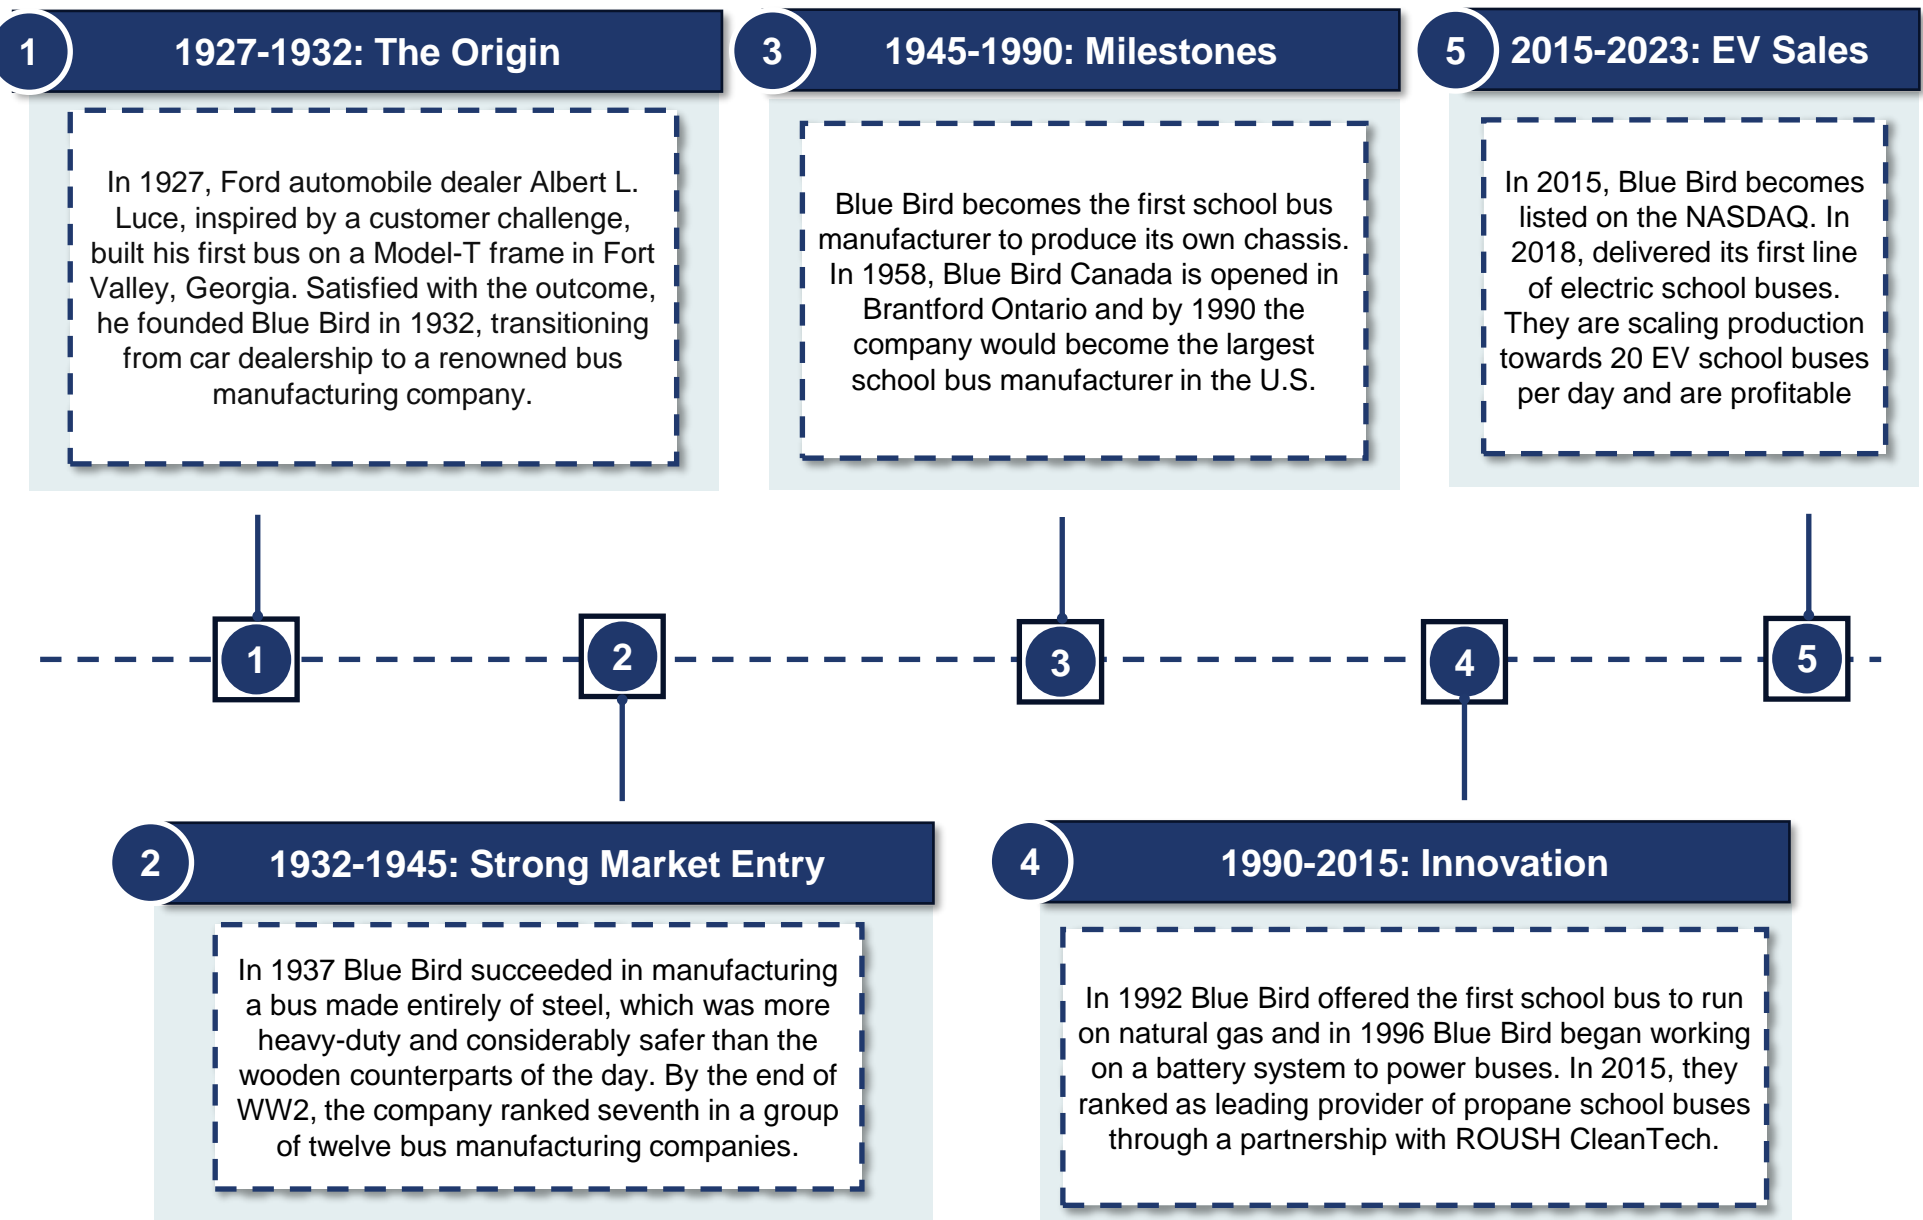 1
1927-1932: The Origin
In 1927, Ford automobile dealer Albert L.
Luce, inspired by a customer challenge,
built his first bus on a Model-T frame in Fort
Valley, Georgia. Satisfied with the outcome,
he founded Blue Bird in 1932, transitioning
from car dealership to a renowned bus
manufacturing company.
3
1945-1990: Milestones
Blue Bird becomes the first school bus
manufacturer to produce its own chassis.
In 1958, Blue Bird Canada is opened in
Brantford Ontario and by 1990 the
company would become the largest
school bus manufacturer in the U.S.
5
2015-2023: EV Sales
In 2015, Blue Bird becomes
listed on the NASDAQ. In
2018, delivered its first line
of electric school buses.
They are scaling production
towards 20 EV school buses
per day and are profitable
1
2
3
4
5
2
1932-1945: Strong Market Entry
In 1937 Blue Bird succeeded in manufacturing
a bus made entirely of steel, which was more
heavy-duty and considerably safer than the
wooden counterparts of the day. By the end of
WW2, the company ranked seventh in a group
of twelve bus manufacturing companies.
4
1990-2015: Innovation
In 1992 Blue Bird offered the first school bus to run
on natural gas and in 1996 Blue Bird began working
on a battery system to power buses. In 2015, they
ranked as leading provider of propane school buses
through a partnership with ROUSH CleanTech.